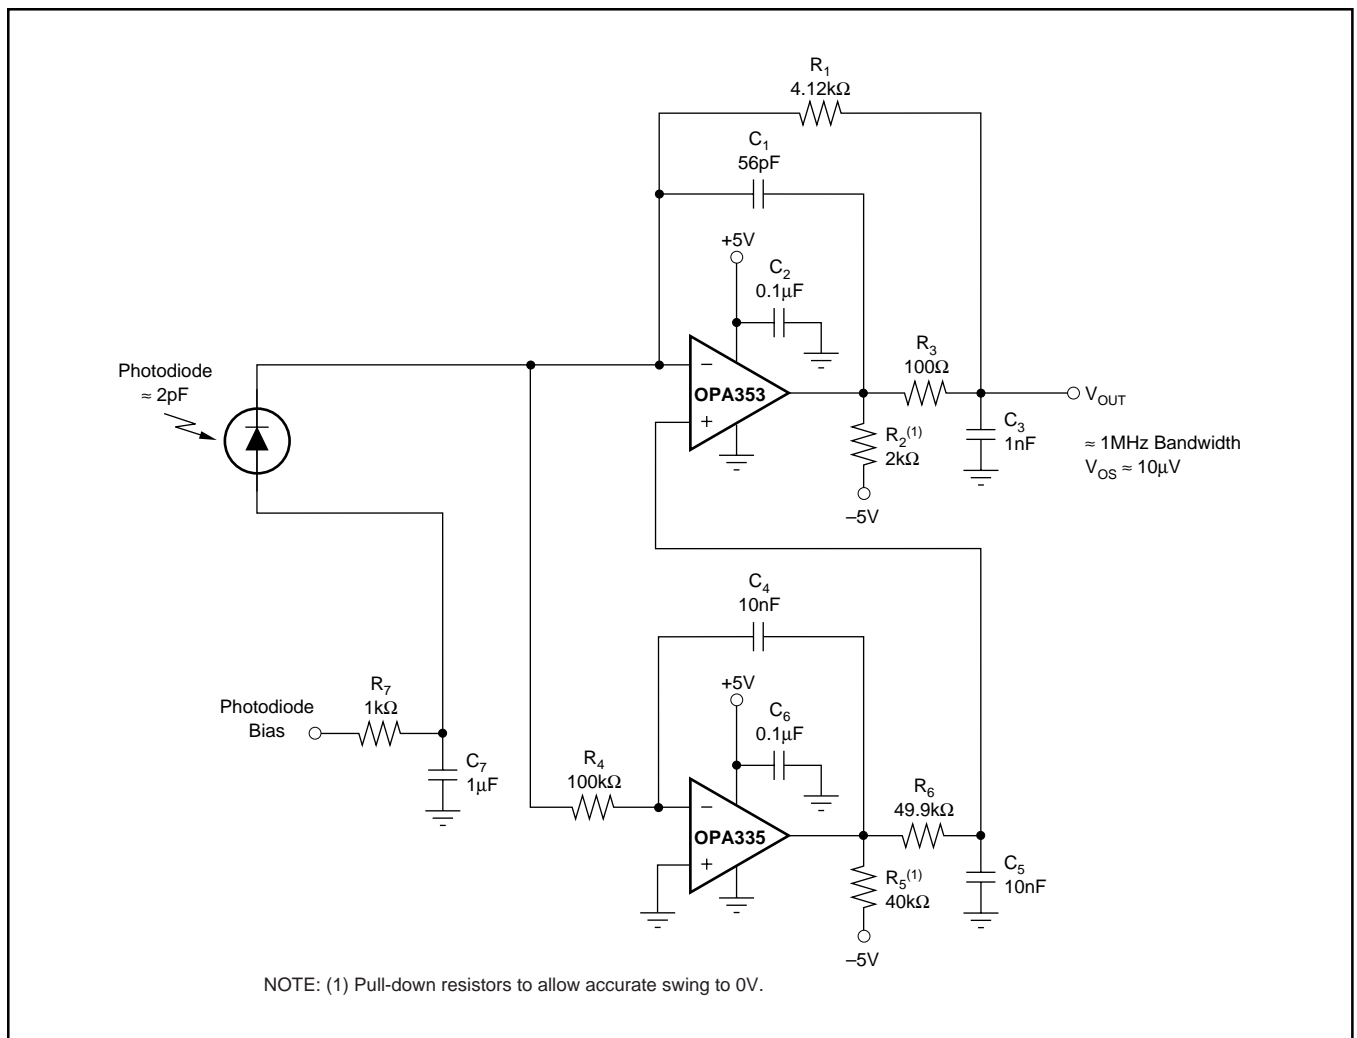 R1
4.12kΩ
C1
56pF
+5V
C2
0.1µF
−
OPA353
+
R3
100Ω
VOUT
C3
1nF
≈ 1MHz Bandwidth
VOS ≈ 10µV
R2(1)
2kΩ
–5V
Photodiode
≈ 2pF
C4
10nF
+5V
C6
0.1µF
Photodiode
Bias
R7
1kΩ
C7
1µF
R4
100kΩ
−
OPA335
+
R6
49.9kΩ
C5
10nF
R5(1)
40kΩ
–5V
NOTE: (1) Pull-down resistors to allow accurate swing to 0V.